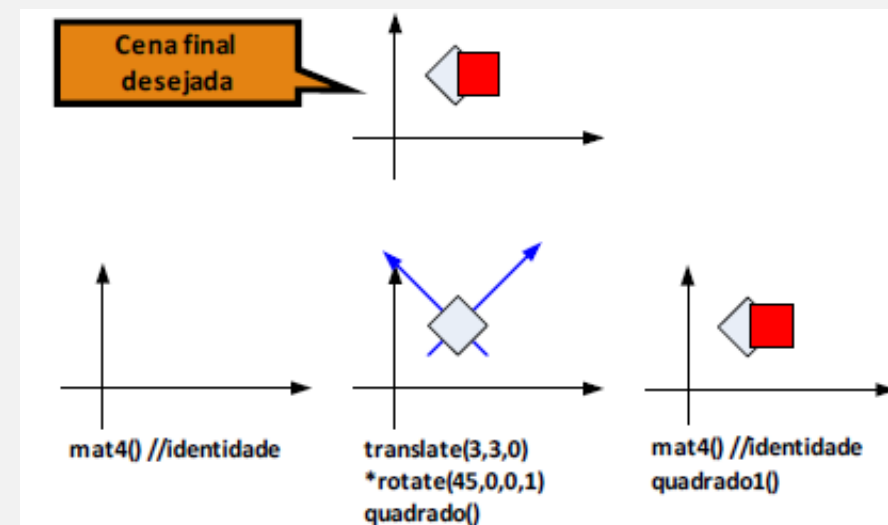 Cena final
desejada
mat4() //identidade
translate(3,3,0)
*rotate(45,0,0,1)
quadrado()
mat4() //identidade
quadrado1()